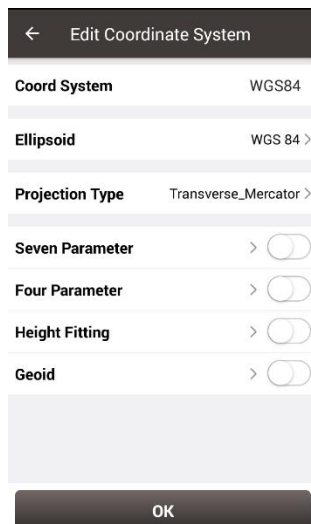 Edit Coordinate System
Coord System WGS84
Ellipsoid WGS 84
Projection Type Transverse_Mercator
Seven Parameter
Four Parameter
Height Fitting
Geoid
OK